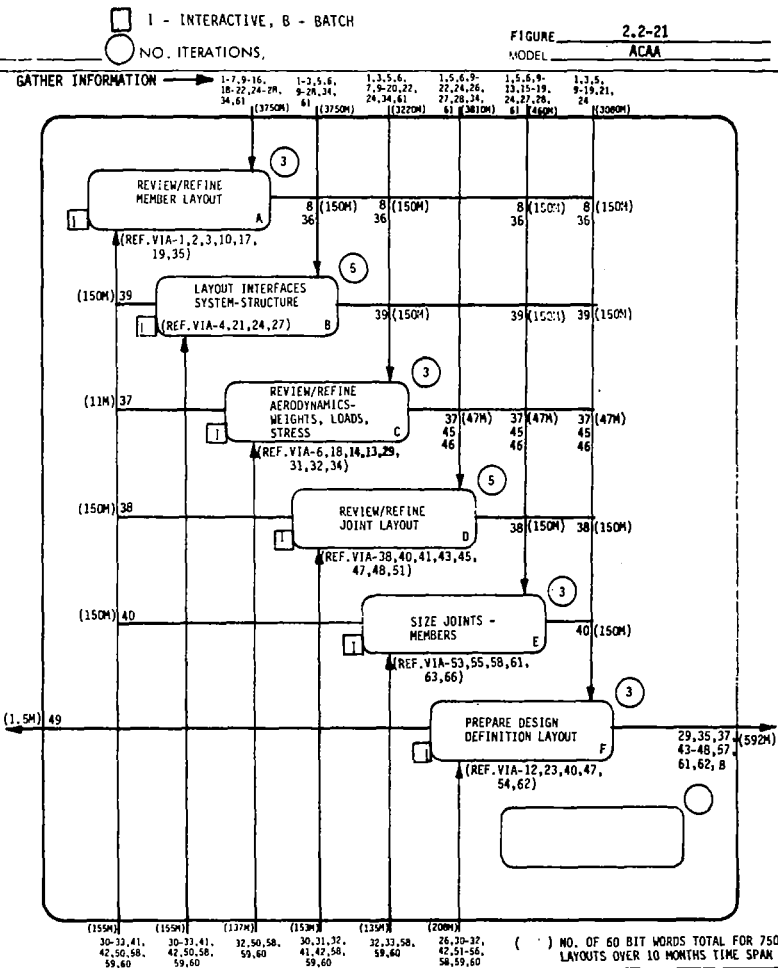 I - INTERACTIVE, B - BATCH
NO. ITERATIONS,
FIGURE 2.2-21
MODEL ACAA
GATHER INFORMATION
1-7,9-16,
18-22,24-28,
34,61
(3750M)
1-3,5,6,
9-28,34,
61
(3750M)
1,3,5,6,
7,9-20,22,
24,34,61
(3220M)
1,5,6,9-
22,24,26,
27,28,34,
61 (3810M)
1,5,6,9-
13,15-19,
24,27,28,
61 (460M)
1,3,5,
9-19,21,
24
(3080M)
3
REVIEW/REFINE
MEMBER LAYOUT
A
I
(REF.VIA-1,2,3,10,17,
19,35)
8 (150M)
36
8 (150M)
36
8 (150M)
36
8 (150M)
36
5
(150M) 39
LAYOUT INTERFACES
SYSTEM-STRUCTURE
I
(REF.VIA-4,21,24,27) B
39 (150M)
39 (150M)
39 (150M)
3
(11M) 37
REVIEW/REFINE
AERODYNAMICS-
WEIGHTS, LOADS,
STRESS
C
I
(REF.VIA-6,18,14,13,29,
31,32,34)
37 (47M)
45
46
37 (47M)
45
46
37 (47M)
45
46
5
(150M) 38
REVIEW/REFINE
JOINT LAYOUT
D
I
(REF.VIA-38,40,41,43,45,
47,48,51)
38 (150M)
38 (150M)
3
(150M) 40
SIZE JOINTS -
MEMBERS
E
I
(REF.VIA-53,55,58,61,
63,66)
40 (150M)
3
(1.5M) 49
PREPARE DESIGN
DEFINITION LAYOUT
F
I
(REF.VIA-12,23,40,47,
54,62)
29,35,37,
43-48,57,
61,62,8
(592M)
(155M)
30-33,41,
42,50,58,
59,60
(155M)
30-33,41,
42,50,58,
59,60
(137M)
32,50,58,
59,60
(153M)
30,31,32,
41,42,58,
59,60
(135M)
32,33,58,
59,60
(208M)
26,30-32,
42,51-56,
58,59,60
( ) NO. OF 60 BIT WORDS TOTAL FOR 750
LAYOUTS OVER 10 MONTHS TIME SPAN